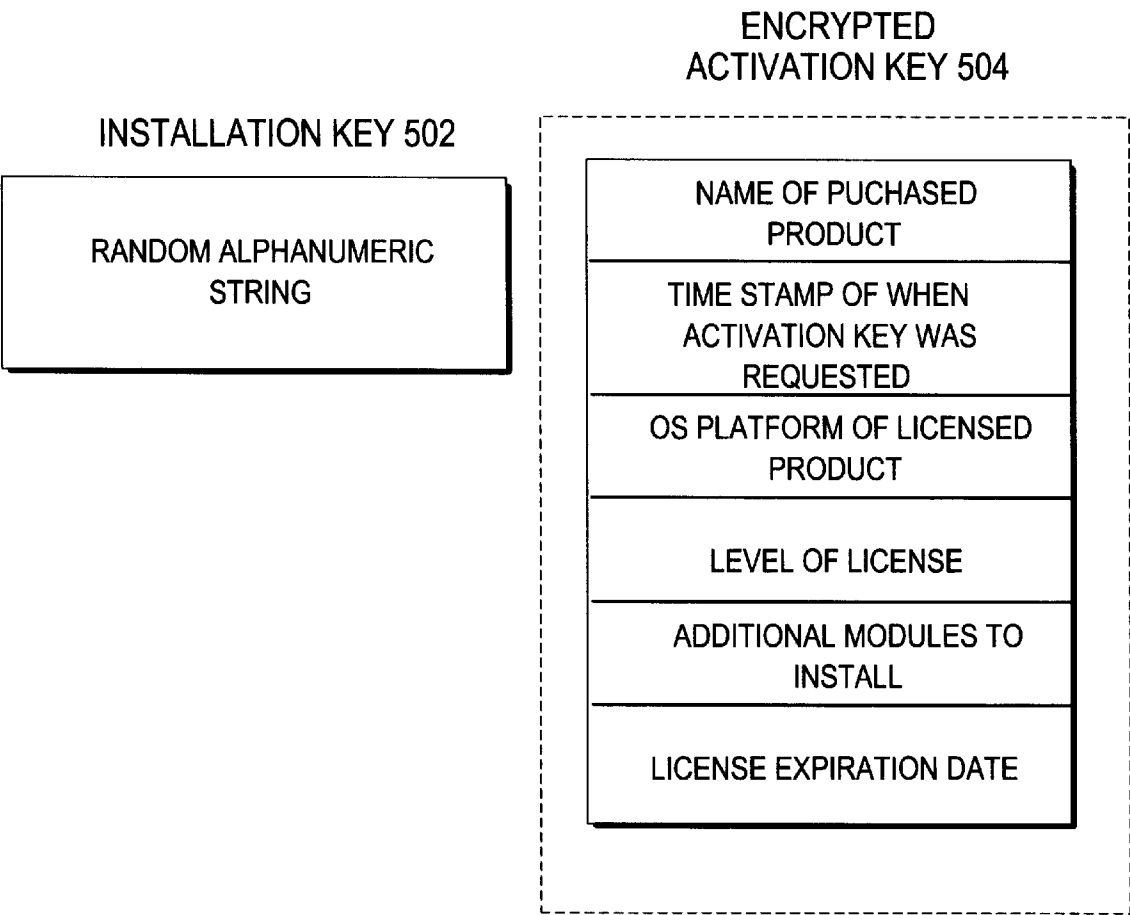 INSTALLATION KEY 502
RANDOM ALPHANUMERIC
STRING
ENCRYPTED
ACTIVATION KEY 504
NAME OF PUCHASED
PRODUCT
TIME STAMP OF WHEN
ACTIVATION KEY WAS
REQUESTED
OS PLATFORM OF LICENSED
PRODUCT
LEVEL OF LICENSE
ADDITIONAL MODULES TO
INSTALL
LICENSE EXPIRATION DATE